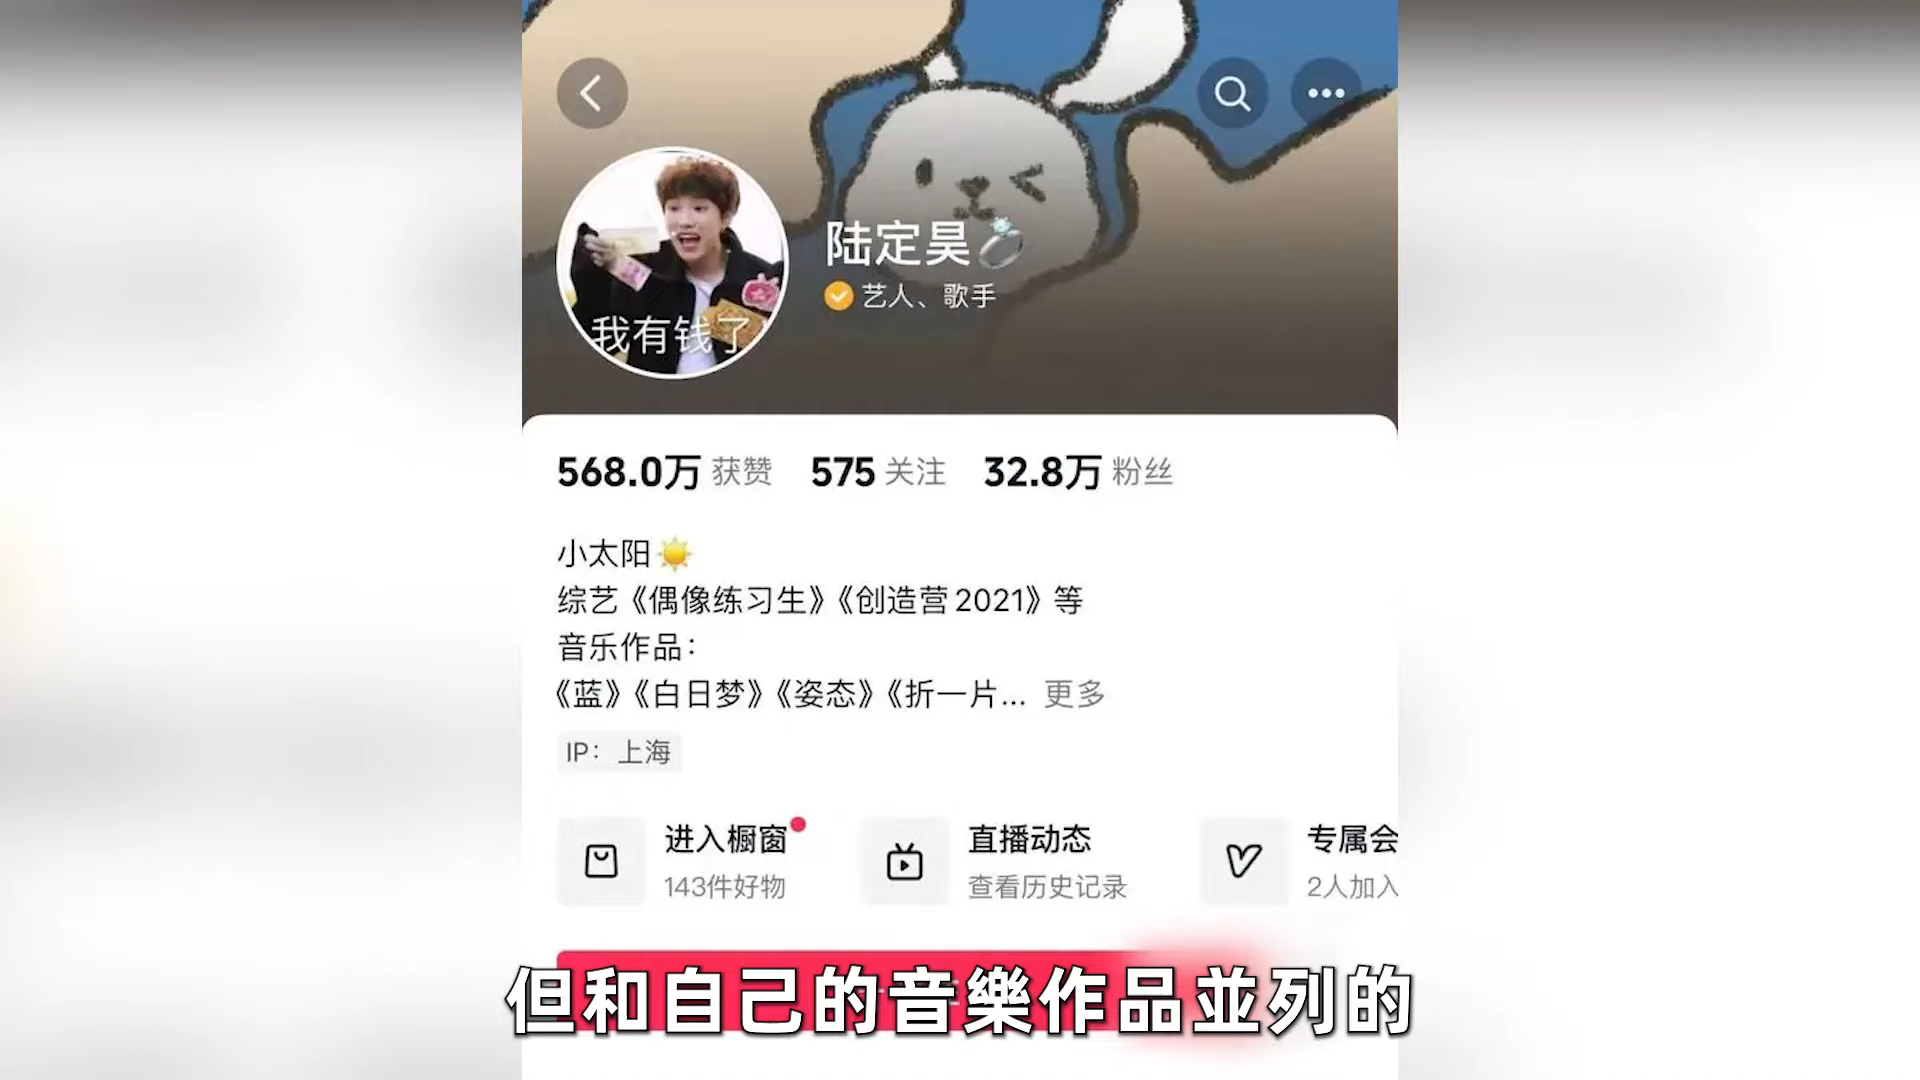 陆定昊💍
艺人、歌手
我有钱了
568.0万 获赞 575 关注 32.8万 粉丝
小太阳☀️
综艺《偶像练习生》《创造营2021》等
音乐作品：
《蓝》《白日梦》《姿态》《折一片... 更多
IP：上海
进入橱窗
143件好物
直播动态
查看历史记录
专属会
2人加入
但和自己的音樂作品並列的